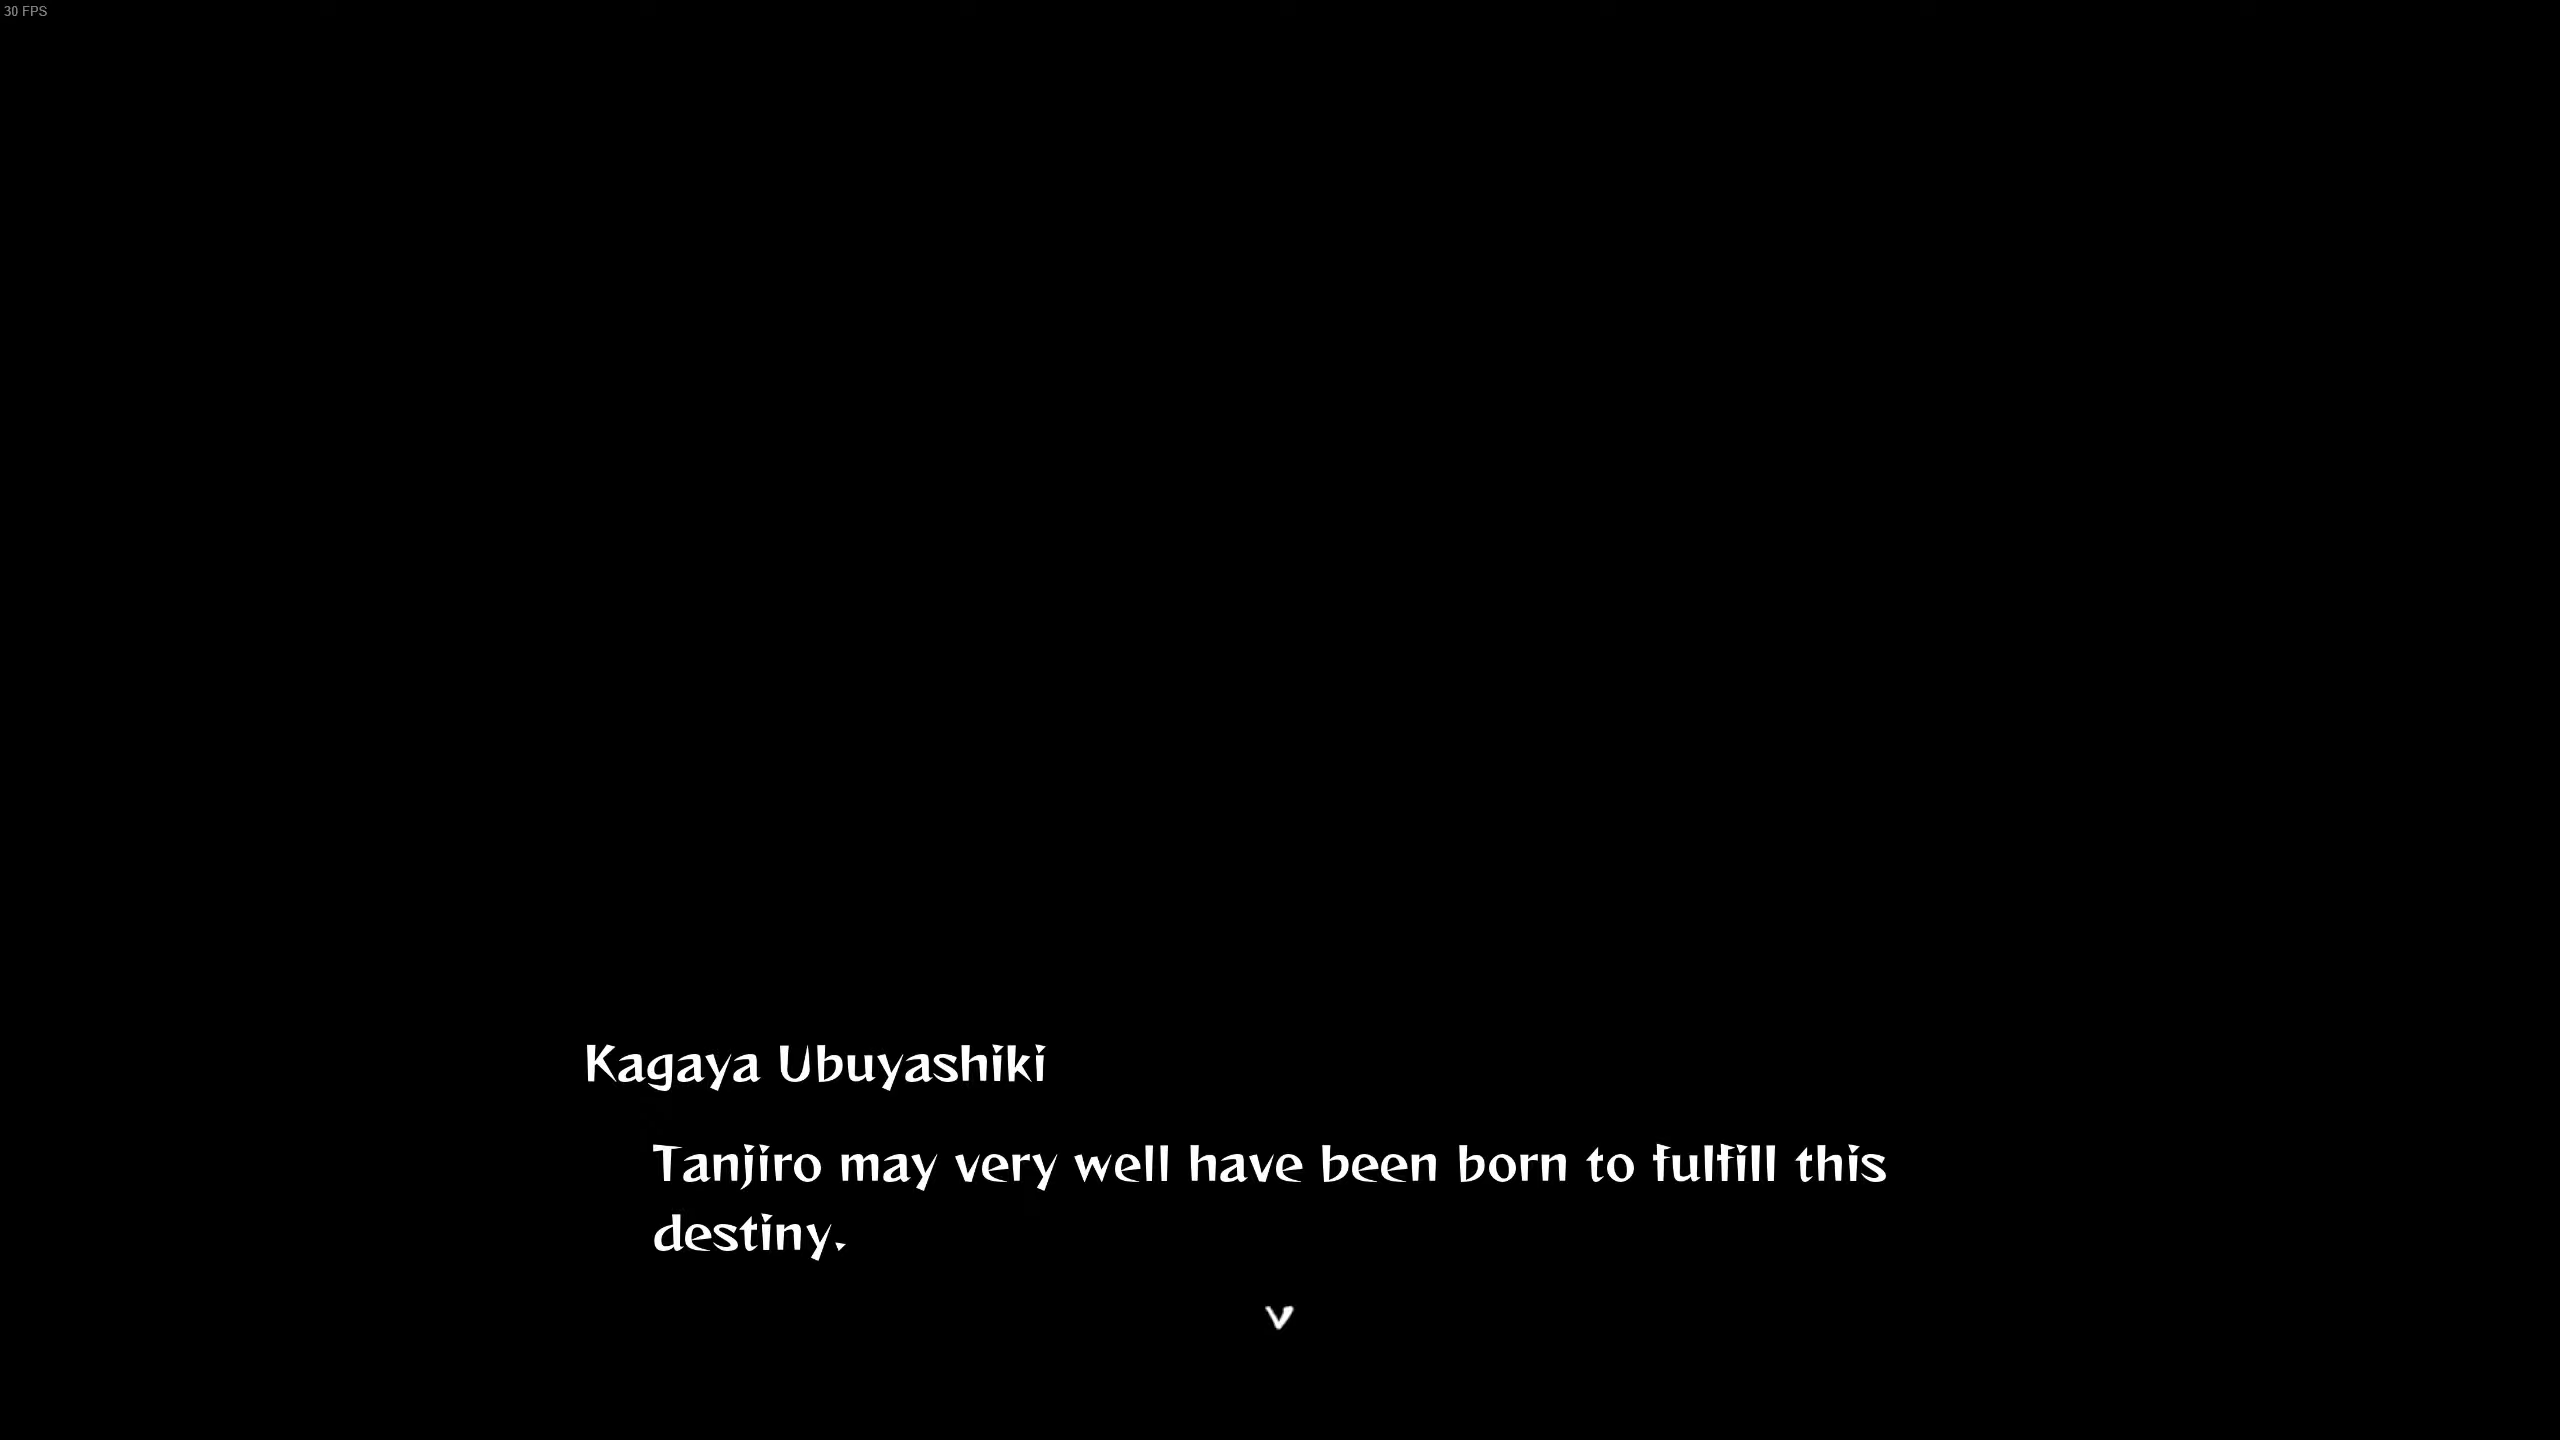 30 FPS
Kagaya Ubuyashiki
Tanjiro may very well have been born to fulfill this
destiny.